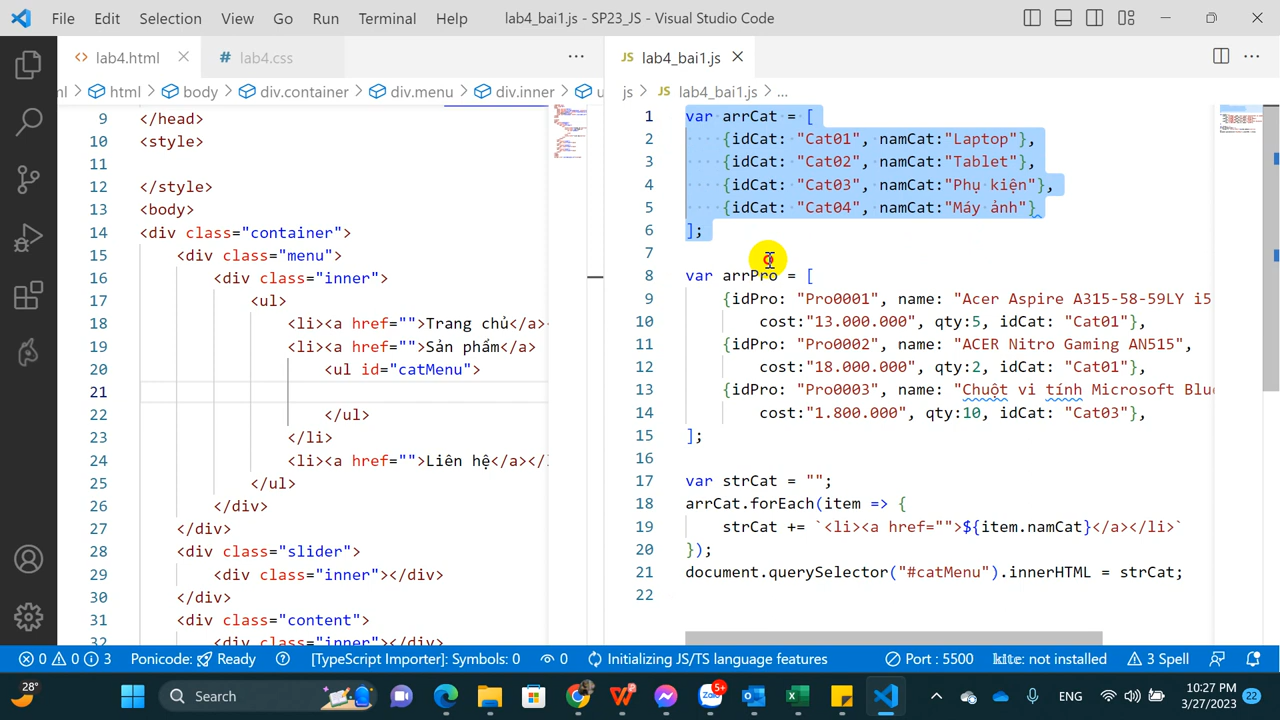 File Edit Selection View Go Run Terminal Help lab4_bai1.js - SP23_JS - Visual Studio Code
<> lab4.html # lab4.css ···
ml > html > body > div.container > div.menu > div.inner > u
9 </head>
10 <style>
11
12 </style>
13 <body>
14 <div class="container">
15 <div class="menu">
16 <div class="inner">
17 <ul>
18 <li><a href="">Trang chủ</a><
19 <li><a href="">Sản phẩm</a>
20 <ul id="catMenu">
21
22 </ul>
23 </li>
24 <li><a href="">Liên hệ</a></l
25 </ul>
26 </div>
27 </div>
28 <div class="slider">
29 <div class="inner"></div>
30 </div>
31 <div class="content">
32 <div class="inner"></div>
JS lab4_bai1.js ···
js > JS lab4_bai1.js > ...
1 var arrCat = [
2 ····{idCat:·"Cat01",·namCat:"Laptop"},
3 ····{idCat:·"Cat02",·namCat:"Tablet"},
4 ····{idCat:·"Cat03",·namCat:"Phụ·kiện"},
5 ····{idCat:·"Cat04",·namCat:"Máy·ảnh"}
6 ];
7
8 var arrPro = [
9 {idPro: "Pro0001", name: "Acer Aspire A315-58-59LY i5
10 cost:"13.000.000", qty:5, idCat: "Cat01"},
11 {idPro: "Pro0002", name: "ACER Nitro Gaming AN515",
12 cost:"18.000.000", qty:2, idCat: "Cat01"},
13 {idPro: "Pro0003", name: "Chuột vi tính Microsoft Blu
14 cost:"1.800.000", qty:10, idCat: "Cat03"},
15 ];
16
17 var strCat = "";
18 arrCat.forEach(item => {
19 strCat += `<li><a href="">${item.namCat}</a></li>`
20 });
21 document.querySelector("#catMenu").innerHTML = strCat;
22
0 0 3 Ponicode: Ready [TypeScript Importer]: Symbols: 0 0 Initializing JS/TS language features Port : 5500 kite: not installed 3 Spell
28° Search Zalo 5+ ENG 10:27 PM 22
3/27/2023